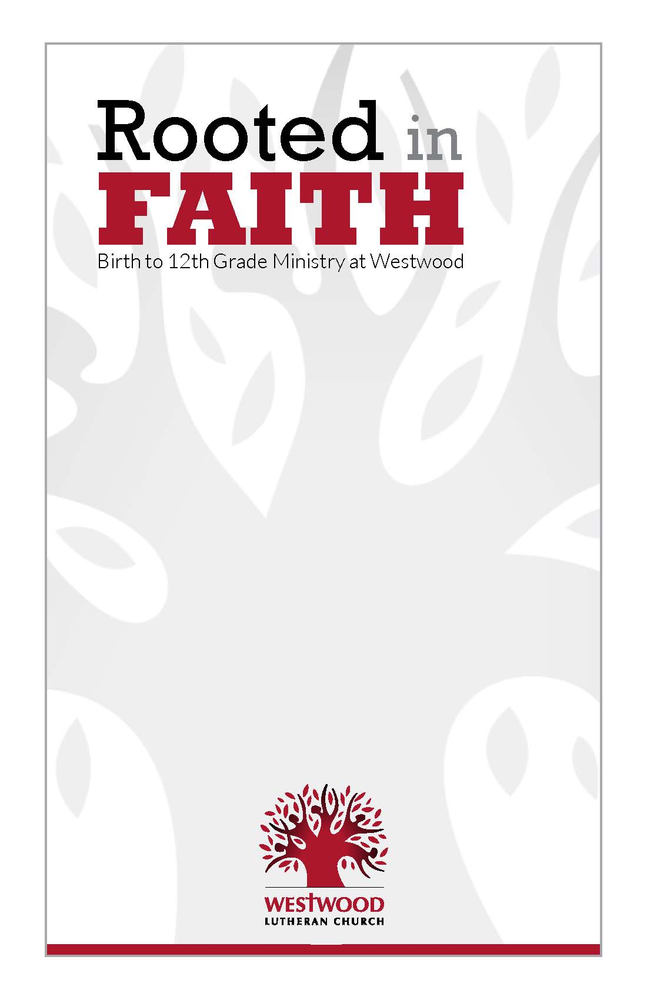 Rooted in
FAITH
Birth to 12th Grade Ministry at Westwood
WESTWOOD
LUTHERAN CHURCH